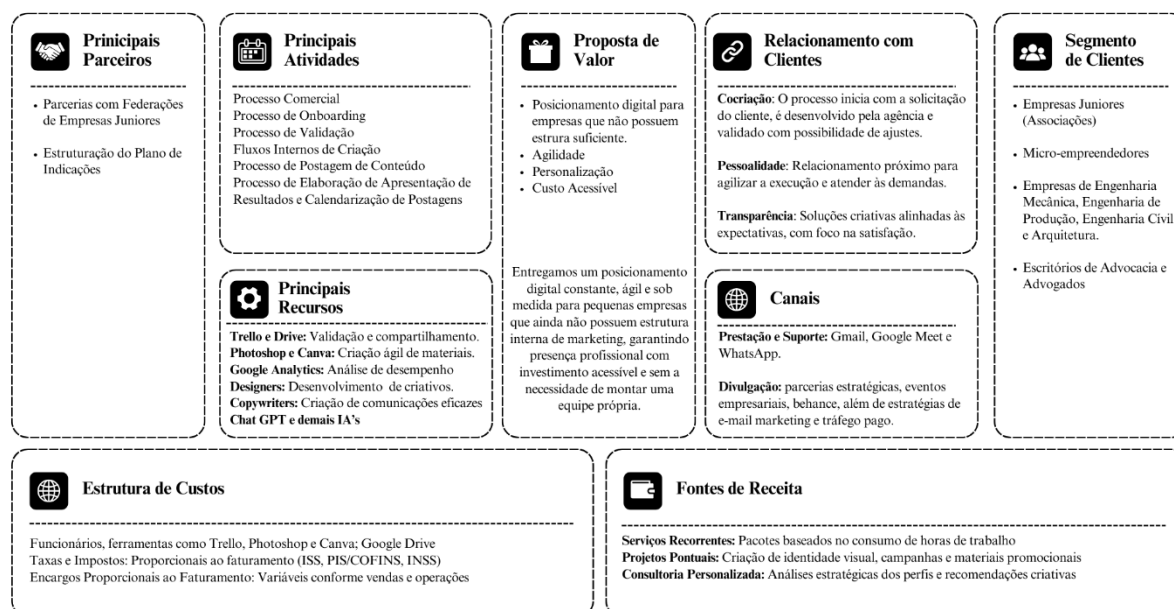 Prinicipais
Parceiros
• Parcerias com Federações
de Empresas Juniores
• Estruturação do Plano de
Indicações
Principais
Atividades
Processo Comercial
Processo de Onboarding
Processo de Validação
Fluxos Internos de Criação
Processo de Postagem de Conteúdo
Processo de Elaboração de Apresentação de
Resultados e Calendarização de Postagens
Principais
Recursos
Trello e Drive: Validação e compartilhamento.
Photoshop e Canva: Criação ágil de materiais.
Google Analytics: Análise de desempenho
Designers: Desenvolvimento de criativos.
Copywriters: Criação de comunicações eficazes
Chat GPT e demais IA's
Proposta de
Valor
• Posicionamento digital para
empresas que não possuem
estrura suficiente.
• Agilidade
• Personalização
• Custo Acessível
Entregamos um posicionamento
digital constante, ágil e sob
medida para pequenas empresas
que ainda não possuem estrutura
interna de marketing, garantindo
presença profissional com
investimento acessível e sem a
necessidade de montar uma
equipe própria.
Relacionamento com
Clientes
Cocriação: O processo inicia com a solicitação
do cliente, é desenvolvido pela agência e
validado com possibilidade de ajustes.
Pessoalidade: Relacionamento próximo para
agilizar a execução e atender às demandas.
Transparência: Soluções criativas alinhadas às
expectativas, com foco na satisfação.
Canais
Prestação e Suporte: Gmail, Google Meet e
WhatsApp.
Divulgação: parcerias estratégicas, eventos
empresariais, behance, além de estratégias de
e-mail marketing e tráfego pago.
Segmento
de Clientes
• Empresas Juniores
(Associações)
• Micro-empreendedores
• Empresas de Engenharia
Mecânica, Engenharia de
Produção, Engenharia Cívil
e Arquitetura.
• Escritórios de Advocacia e
Advogados
Estrutura de Custos
Funcionários, ferramentas como Trello, Photoshop e Canva; Google Drive
Taxas e Impostos: Proporcionais ao faturamento (ISS, PIS/COFINS, INSS)
Encargos Proporcionais ao Faturamento: Variáveis conforme vendas e operações
Fontes de Receita
Serviços Recorrentes: Pacotes baseados no consumo de horas de trabalho
Projetos Pontuais: Criação de identidade visual, campanhas e materiais promocionais
Consultoria Personalizada: Análises estratégicas dos perfis e recomendações criativas